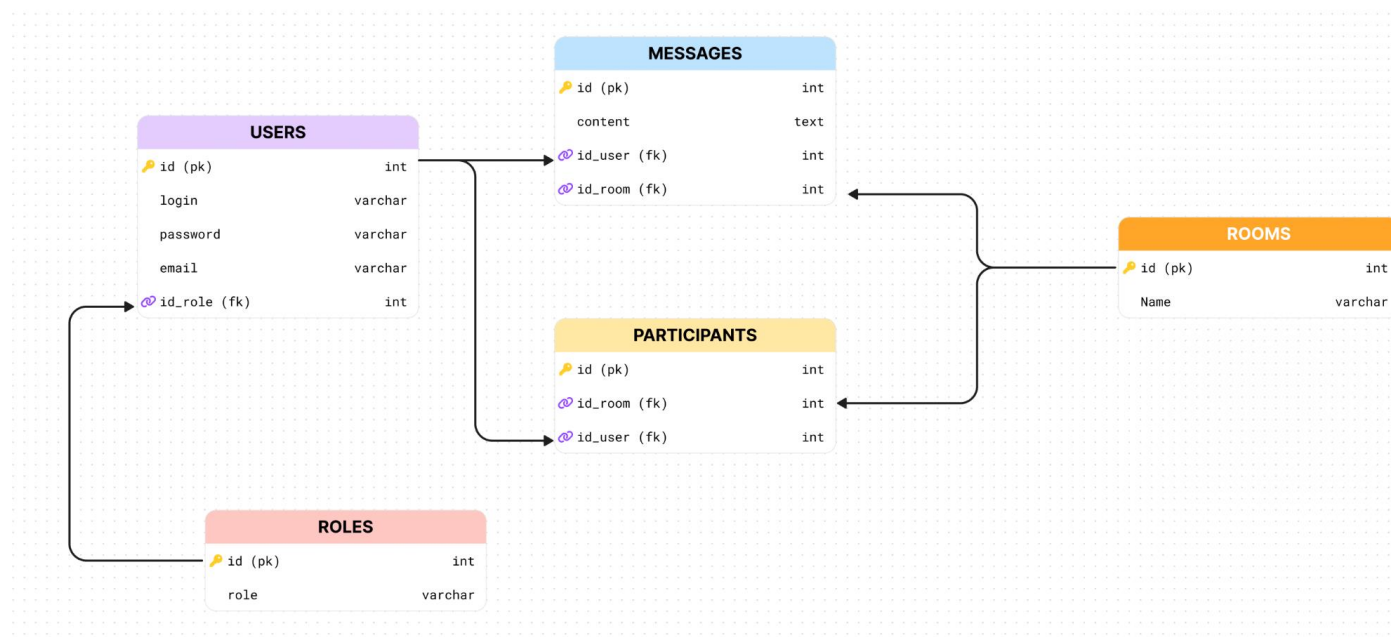 MESSAGES
id (pk) int
content text
id_user (fk) int
id_room (fk) int
USERS
id (pk) int
login varchar
password varchar
email varchar
id_role (fk) int
ROOMS
id (pk) int
Name varchar
PARTICIPANTS
id (pk) int
id_room (fk) int
id_user (fk) int
ROLES
id (pk) int
role varchar